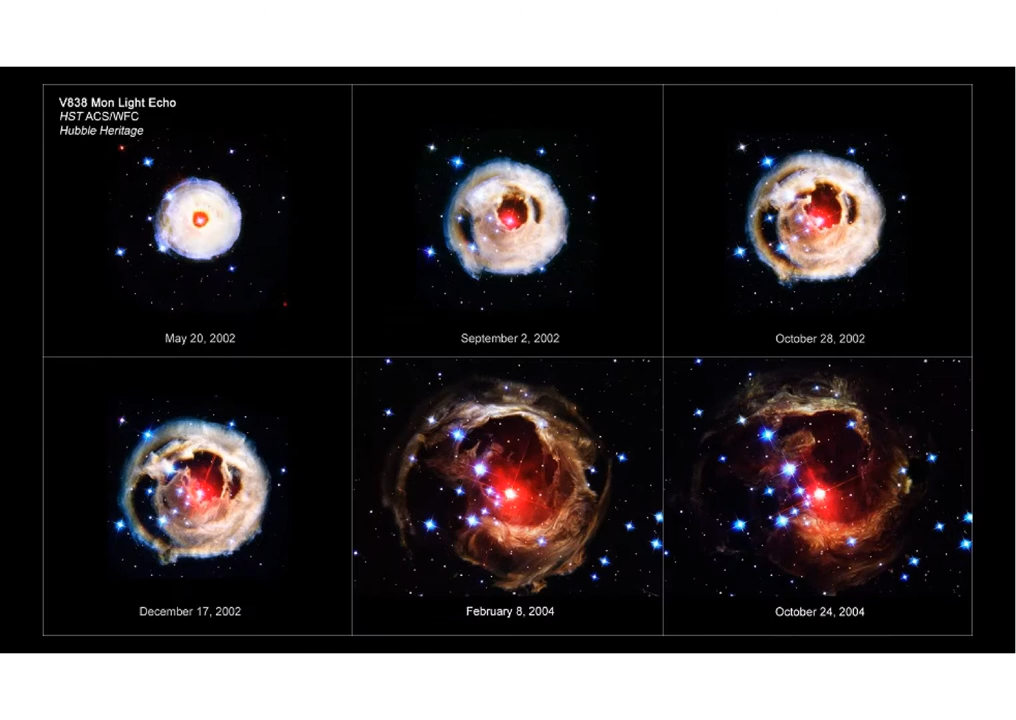 V838 Mon Light Echo
HST ACS/WFC
Hubble Heritage
May 20, 2002
September 2, 2002
October 28, 2002
December 17, 2002
February 8, 2004
October 24, 2004